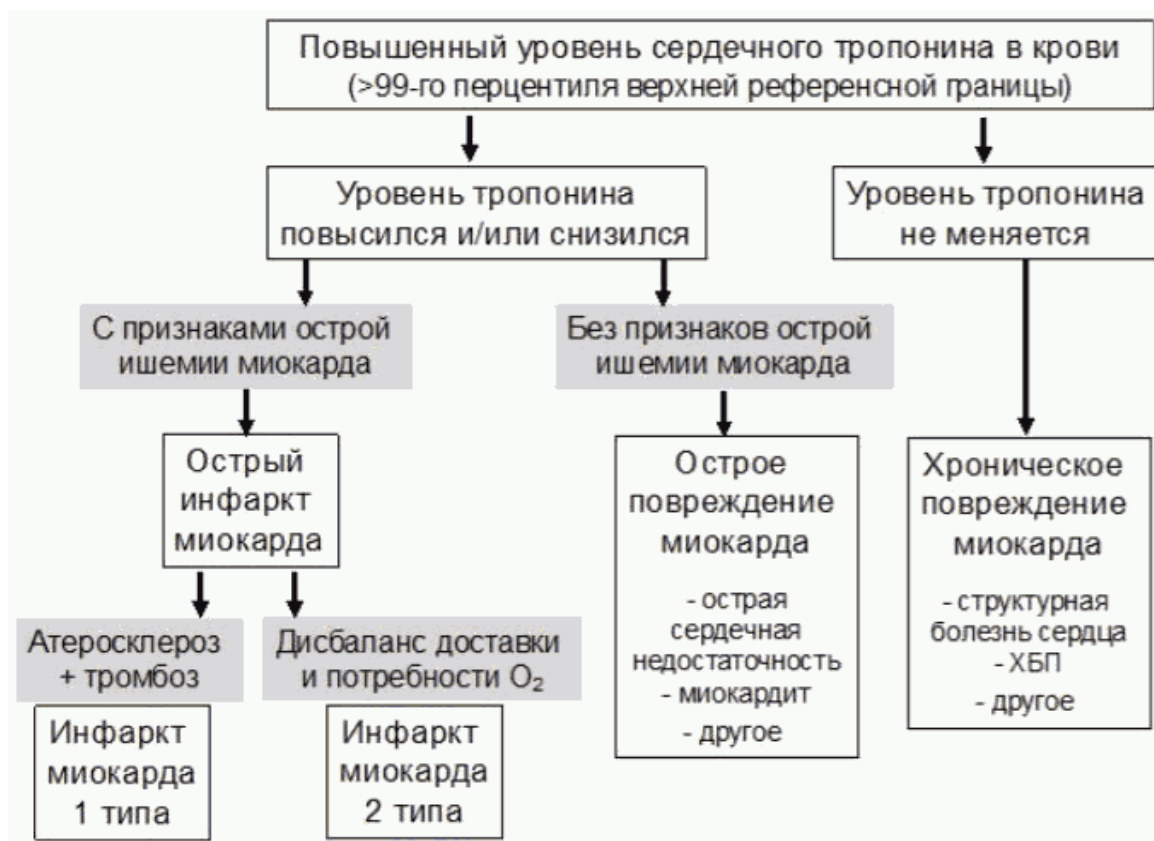 Повышенный уровень сердечного тропонина в крови
(>99-го перцентиля верхней референсной границы)
Уровень тропонина
повысился и/или снизился
Уровень тропонина
не меняется
С признаками острой
ишемии миокарда
Без признаков острой
ишемии миокарда
Острый
инфаркт
миокарда
Острое
повреждение
миокарда
- острая
сердечная
недостаточность
- миокардит
- другое
Хроническое
повреждение
миокарда
- структурная
болезнь сердца
- ХБП
- другое
Атеросклероз
+ тромбоз
Дисбаланс доставки
и потребности O₂
Инфаркт
миокарда
1 типа
Инфаркт
миокарда
2 типа